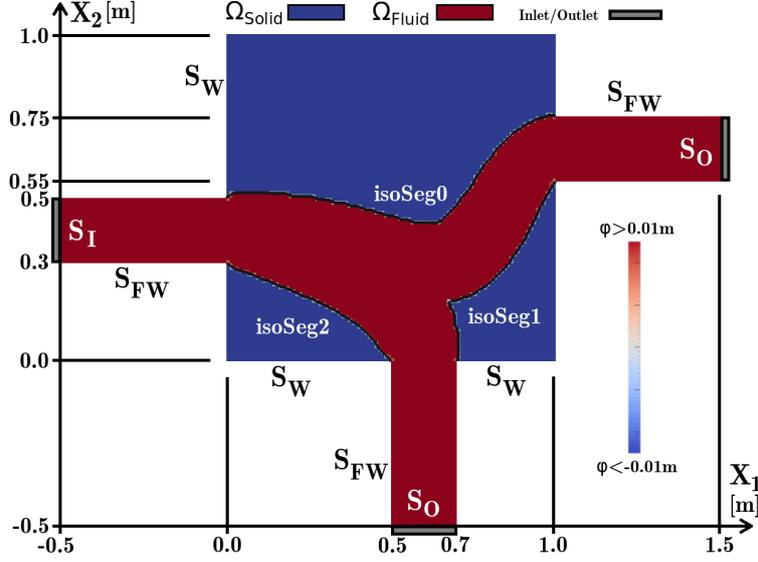 X2 [m]
ΩSolid
ΩFluid
Inlet/Outlet
1.0
SW
SFW
0.75
SO
0.55
0.5
isoSeg0
SI
φ>0.01m
0.3
SFW
isoSeg1
isoSeg2
0.0
SW
SW
SFW
φ<-0.01m
SO
X1
[m]
-0.5
-0.5
0.0
0.5
0.7
1.0
1.5